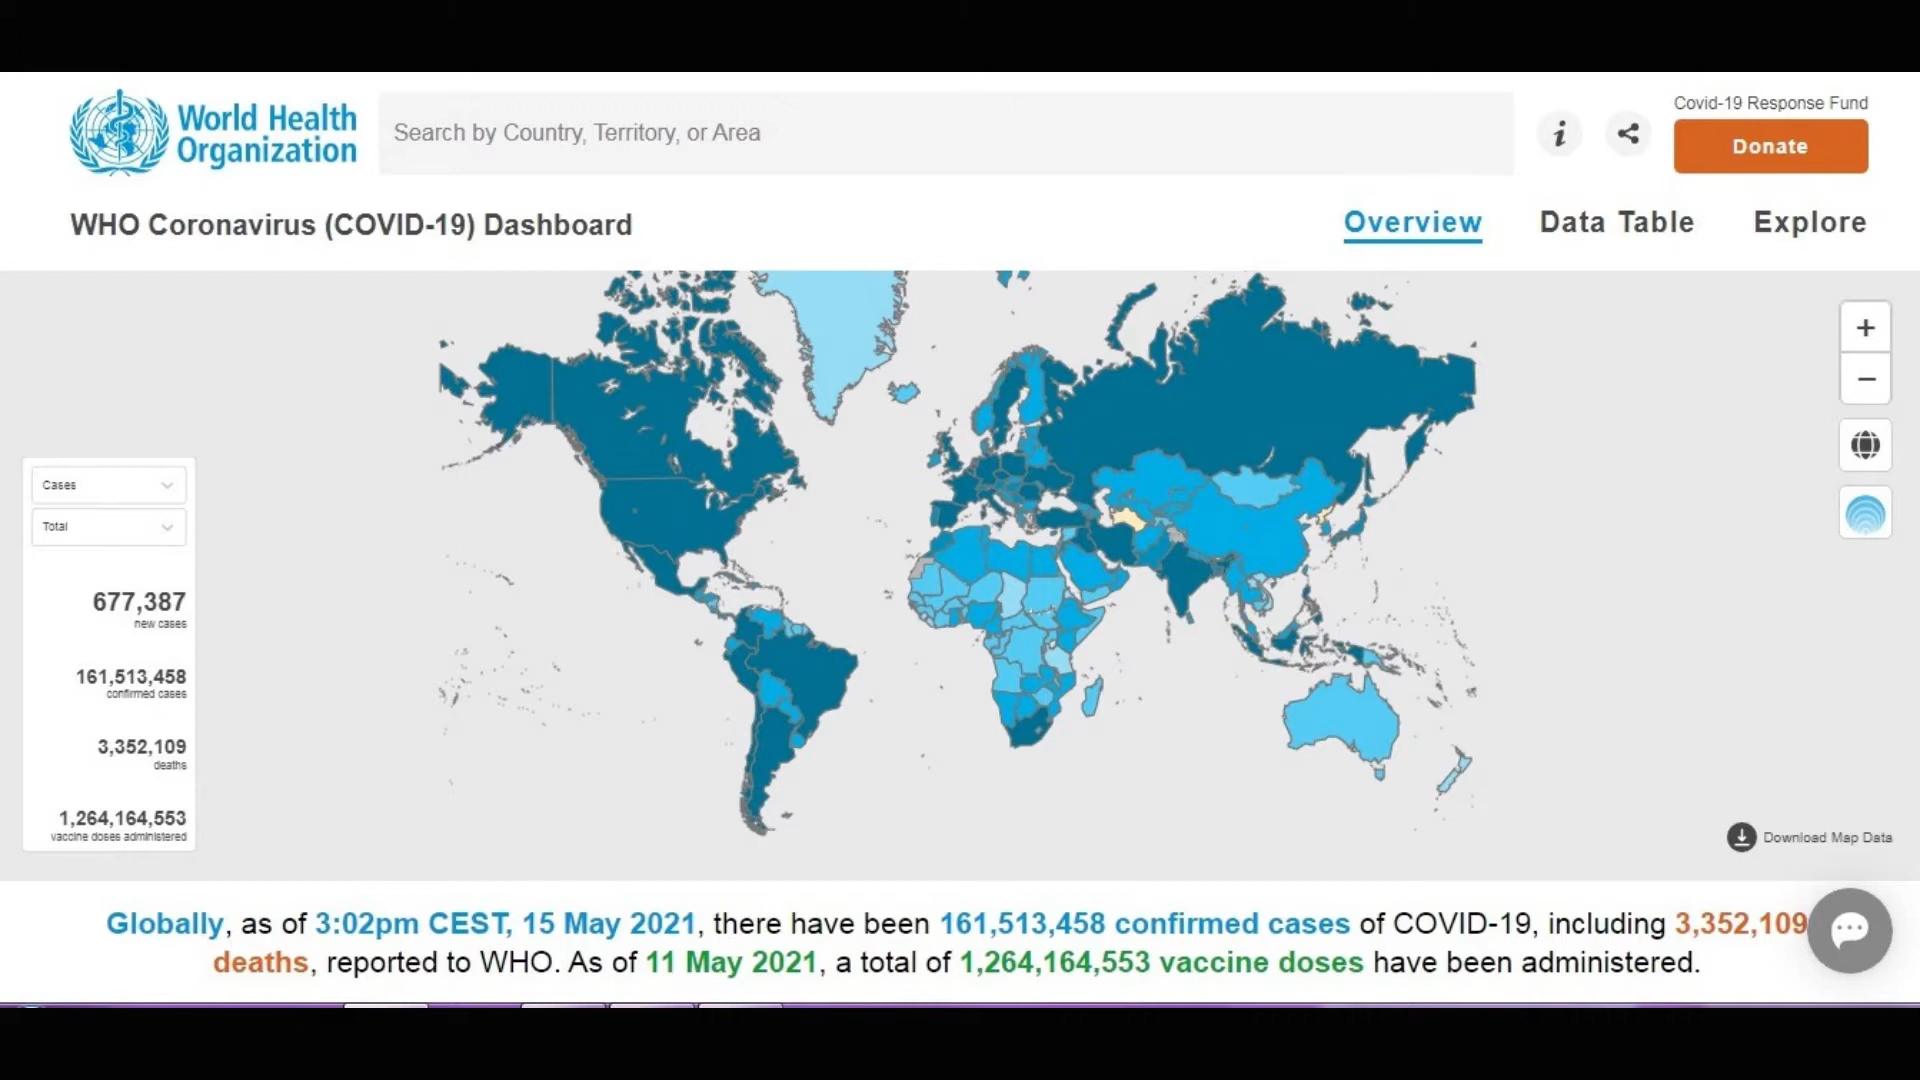 World Health
Organization
Search by Country, Territory, or Area
i
Covid-19 Response Fund
Donate
WHO Coronavirus (COVID-19) Dashboard
Overview
Data Table
Explore
+
−
Cases
Total
677,387
new cases
161,513,458
confirmed cases
3,352,109
deaths
1,264,164,553
vaccine doses administered
Download Map Data
Globally, as of 3:02pm CEST, 15 May 2021, there have been 161,513,458 confirmed cases of COVID-19, including 3,352,109
deaths, reported to WHO. As of 11 May 2021, a total of 1,264,164,553 vaccine doses have been administered.